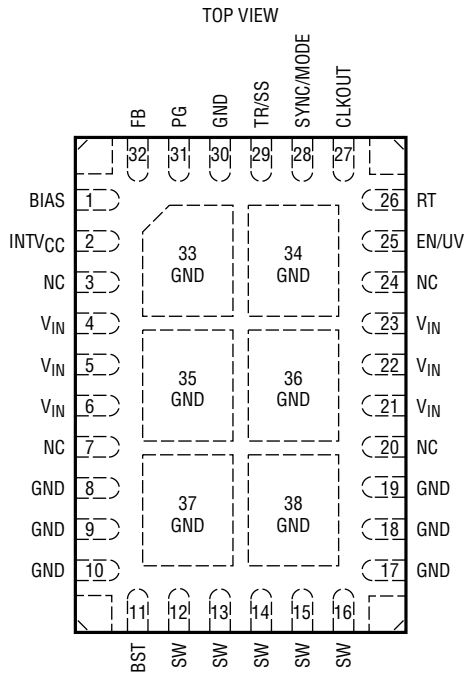 TOP VIEW
FB
PG
GND
TR/SS
SYNC/MODE
CLKOUT
32
31
30
29
28
27
BIAS 1
26 RT
INTVCC 2
25 EN/UV
NC 3
24 NC
VIN 4
23 VIN
VIN 5
22 VIN
VIN 6
21 VIN
NC 7
20 NC
GND 8
19 GND
GND 9
18 GND
GND 10
17 GND
33
GND
34
GND
35
GND
36
GND
37
GND
38
GND
11
12
13
14
15
16
BST
SW
SW
SW
SW
SW